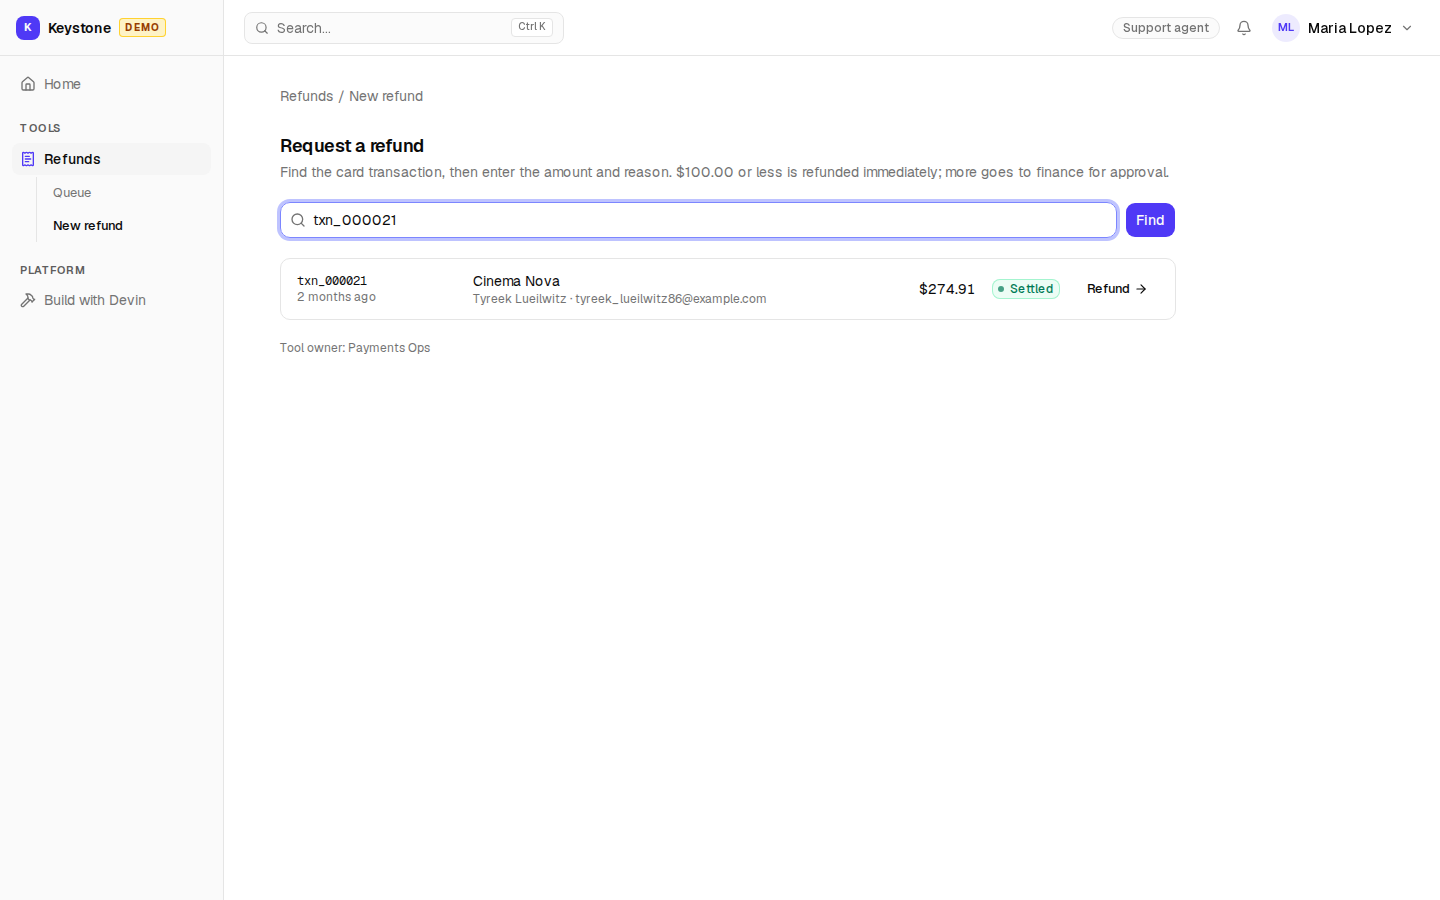 K Keystone DEMO
Search... Ctrl K
Support agent
ML Maria Lopez
Home
TOOLS
Refunds
Queue
New refund
PLATFORM
Build with Devin
Refunds / New refund
Request a refund
Find the card transaction, then enter the amount and reason. $100.00 or less is refunded immediately; more goes to finance for approval.
txn_000021
Find
txn_000021
2 months ago
Cinema Nova
Tyreek Lueilwitz · tyreek_lueilwitz86@example.com
$274.91
Settled
Refund →
Tool owner: Payments Ops